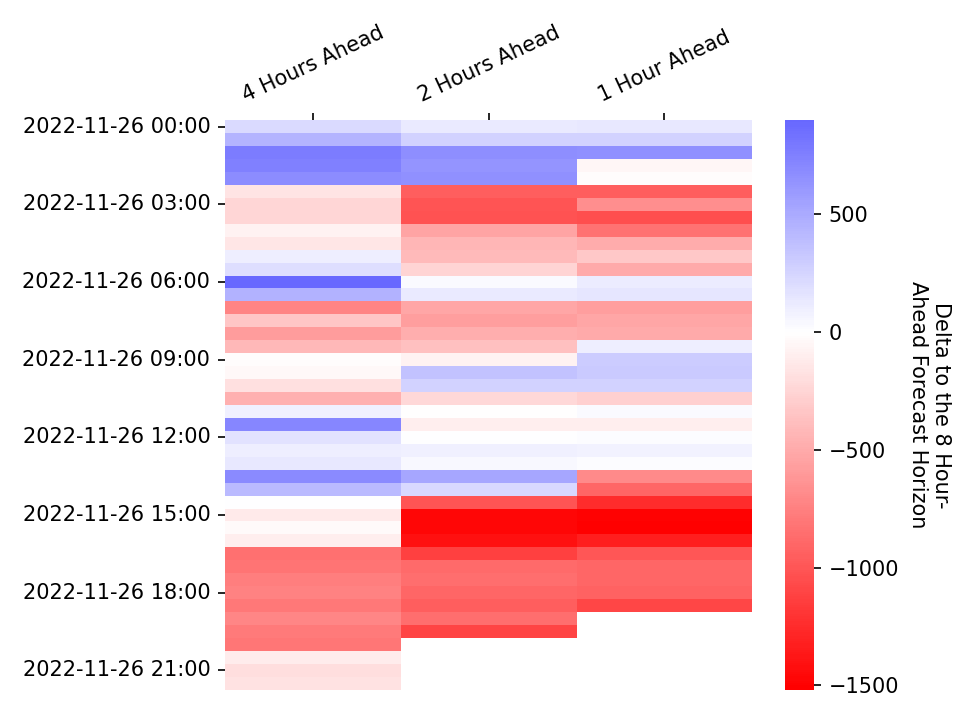 4 Hours Ahead
2 Hours Ahead
1 Hour Ahead
2022-11-26 00:00
2022-11-26 03:00
2022-11-26 06:00
2022-11-26 09:00
2022-11-26 12:00
2022-11-26 15:00
2022-11-26 18:00
2022-11-26 21:00
500
0
−500
−1000
−1500
Delta to the 8 Hour-
Ahead Forecast Horizon